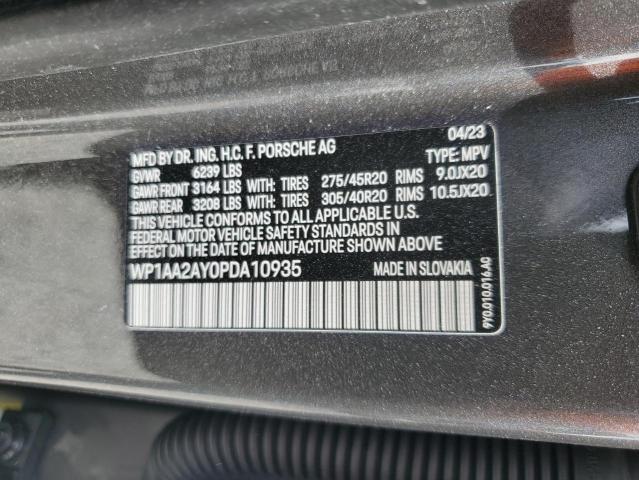 MFD BY DR. ING. H.C. F. PORSCHE AG 04/23
GVWR 6239 LBS TYPE: MPV
GAWR FRONT 3164 LBS WITH: TIRES 275/45R20 RIMS 9.0JX20
GAWR REAR 3208 LBS WITH: TIRES 305/40R20 RIMS 10.5JX20
THIS VEHICLE CONFORMS TO ALL APPLICABLE U.S.
FEDERAL MOTOR VEHICLE SAFETY STANDARDS IN
EFFECT ON THE DATE OF MANUFACTURE SHOWN ABOVE
WP1AA2AY0PDA10935 MADE IN SLOVAKIA
9Y0.010.016.AC